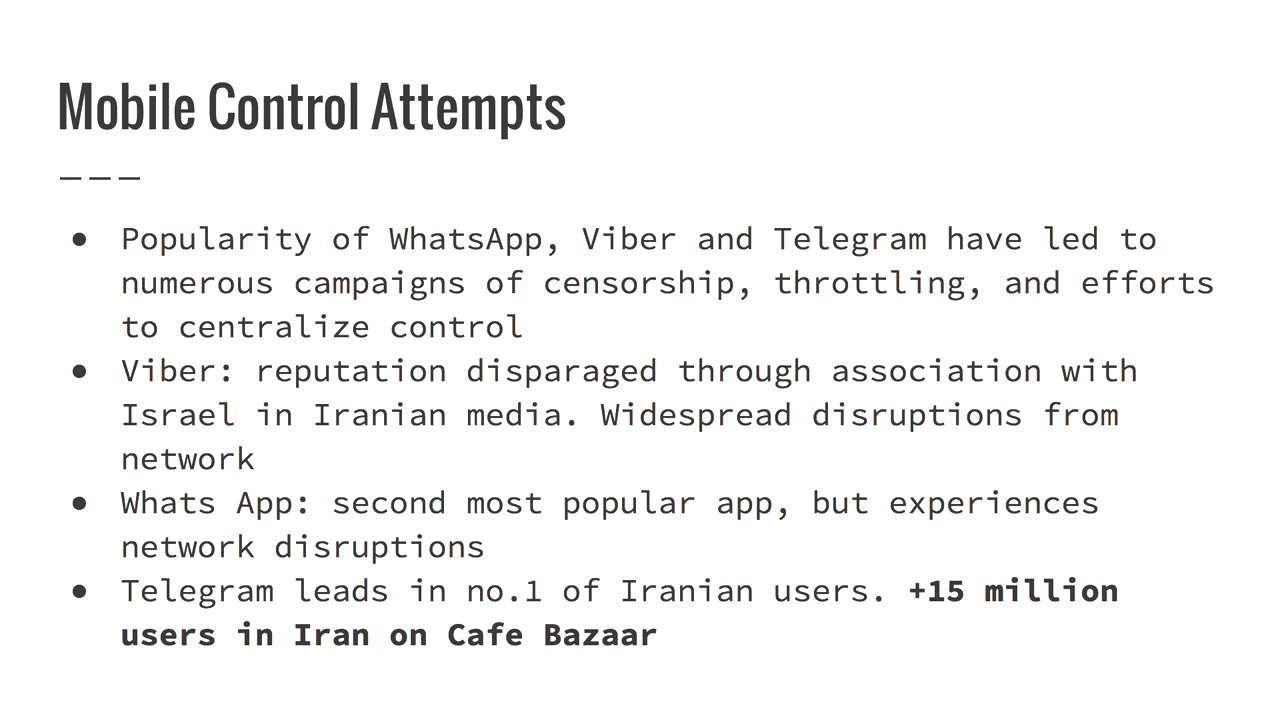 Mobile Control Attempts
● Popularity of WhatsApp, Viber and Telegram have led to
numerous campaigns of censorship, throttling, and efforts
to centralize control
● Viber: reputation disparaged through association with
Israel in Iranian media. Widespread disruptions from
network
● Whats App: second most popular app, but experiences
network disruptions
● Telegram leads in no.1 of Iranian users. +15 million
users in Iran on Cafe Bazaar